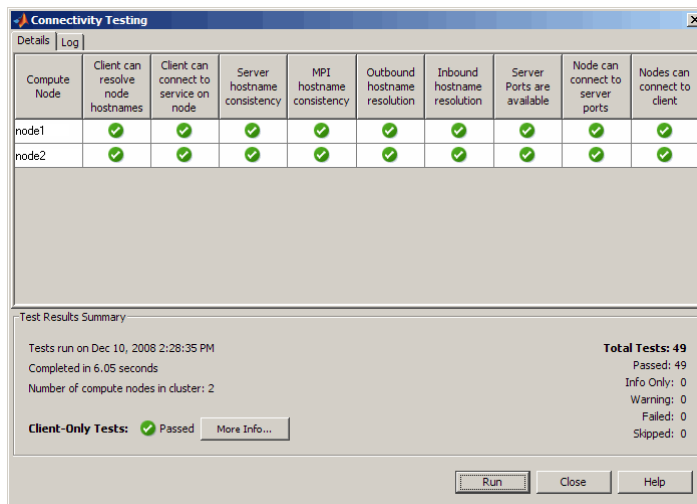 Connectivity Testing
Details
Log
Compute
Node
Client can
resolve
node
hostnames
Client can
connect to
service on
node
Server
hostname
consistency
MPI
hostname
consistency
Outbound
hostname
resolution
Inbound
hostname
resolution
Server
Ports are
available
Node can
connect to
server
ports
Nodes can
connect to
client
node1
node2
Test Results Summary
Tests run on Dec 10, 2008 2:28:35 PM
Completed in 6.05 seconds
Number of compute nodes in cluster: 2
Client-Only Tests: Passed More Info...
Total Tests: 49
Passed: 49
Info Only: 0
Warning: 0
Failed: 0
Skipped: 0
Run Close Help